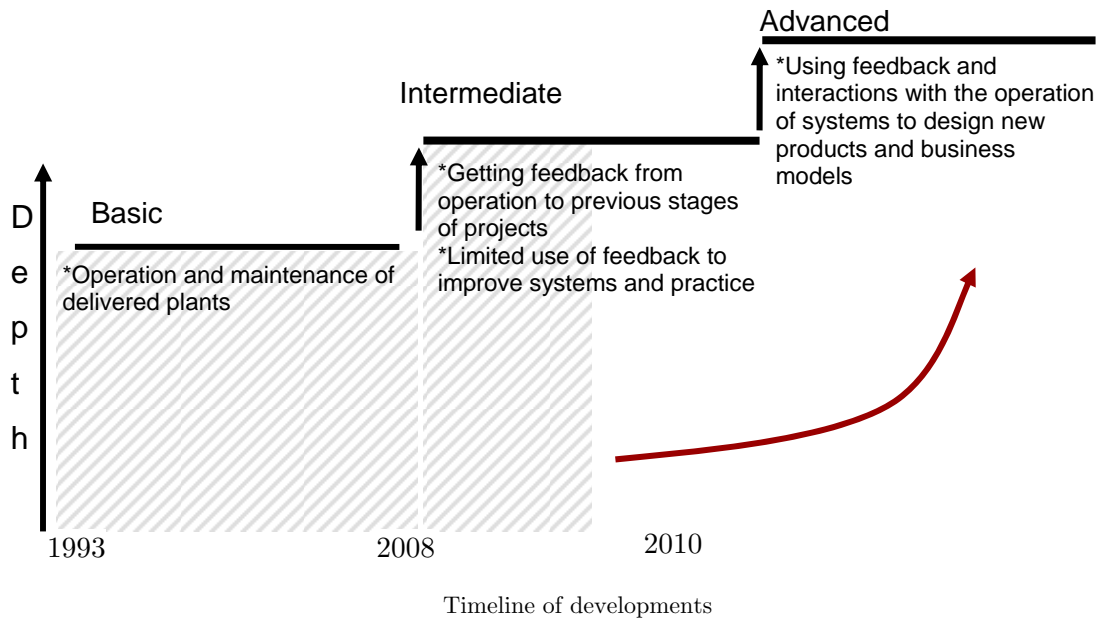 Advanced
*Using feedback and
interactions with the operation
of systems to design new
products and business
models
Intermediate
*Getting feedback from
operation to previous stages
of projects
*Limited use of feedback to
improve systems and practice
Basic
*Operation and maintenance of
delivered plants
D
e
p
t
h
1993
2008
2010
Timeline of developments